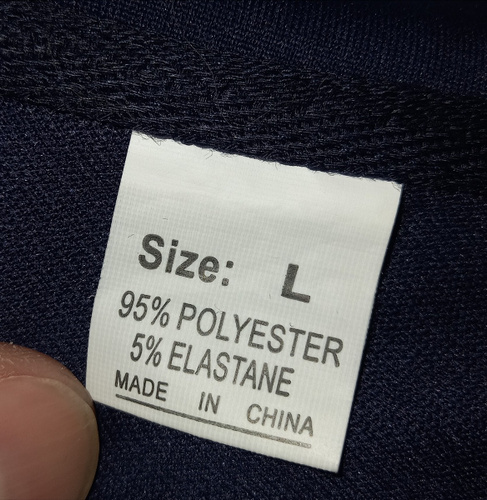 Size: L
95% POLYESTER
5% ELASTANE
MADE IN CHINA